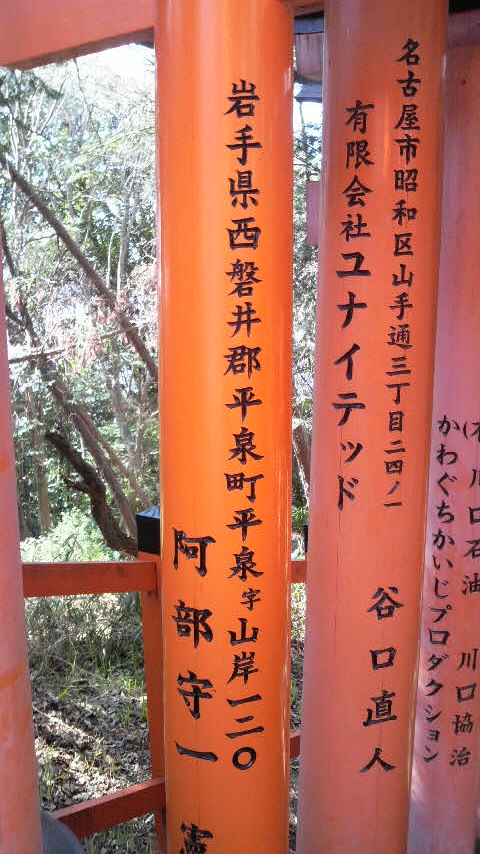 (有)川口石油 川口協治
かわぐちかいじプロダクション
名古屋市昭和区山手通三丁目二四ノ一
有限会社ユナイテッド 谷口直人
岩手県西磐井郡平泉町平泉字山岸一二〇
阿部守一